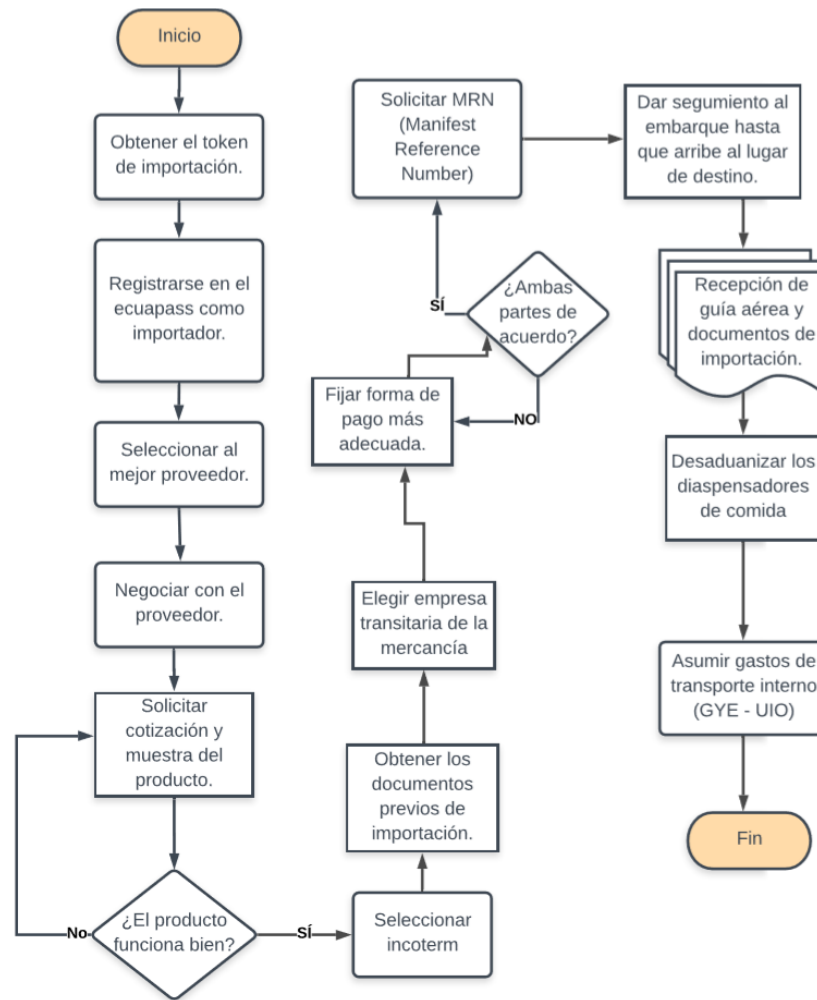 Inicio
Obtener el token
de importación.
Registrarse en el
ecuapass como
importador.
Seleccionar al
mejor proveedor.
Negociar con el
proveedor.
Solicitar
cotización y
muestra del
producto.
¿El producto
funciona bien?
No
SÍ
Seleccionar
incoterm
Obtener los
documentos
previos de
importación.
Elegir empresa
transitaria de la
mercancía
Fijar forma de
pago más
adecuada.
¿Ambas
partes de
acuerdo?
NO
SÍ
Solicitar MRN
(Manifest
Reference
Number)
Dar segumiento al
embarque hasta
que arribe al lugar
de destino.
Recepción de
guía aérea y
documentos de
importación.
Desaduanizar los
diaspensadores
de comida
Asumir gastos de
transporte interno
(GYE - UIO)
Fin